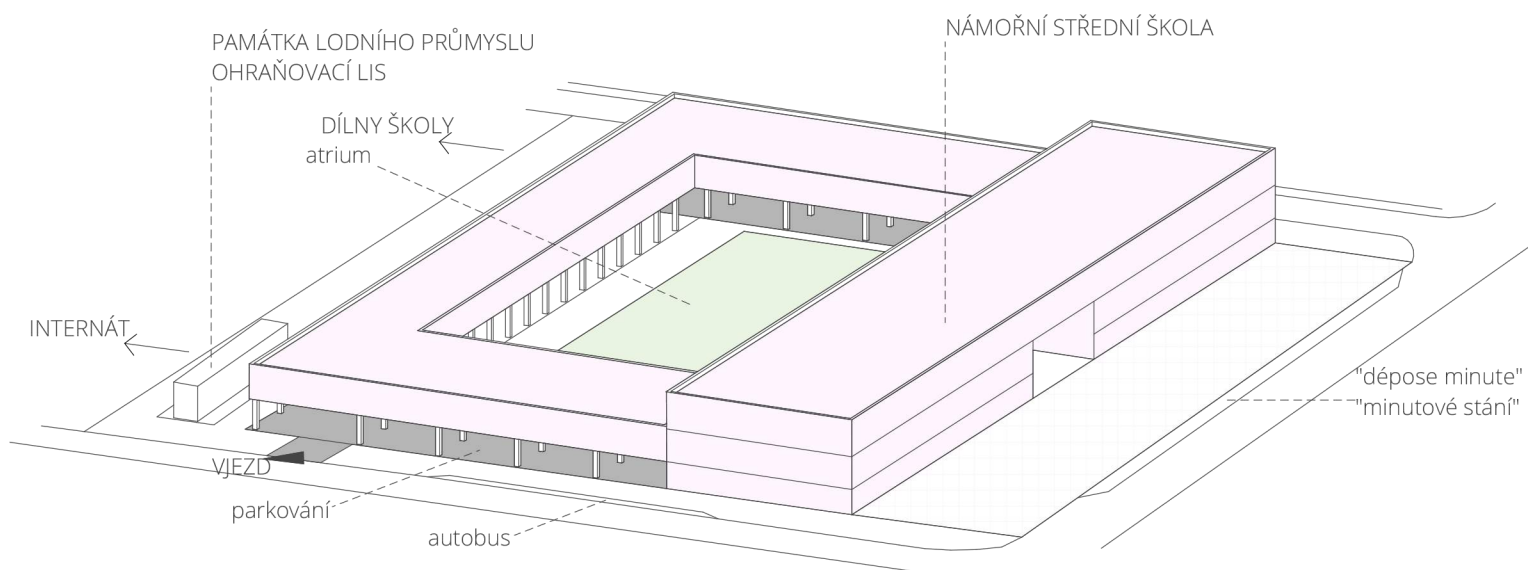 NÁMOŘNÍ STŘEDNÍ ŠKOLA
PAMÁTKA LODNÍHO PRŮMYSLU
OHRAŇOVACÍ LIS
DÍLNY ŠKOLY
atrium
INTERNÁT
"dépose minute"
"minutové stání"
VJEZD
parkování
autobus